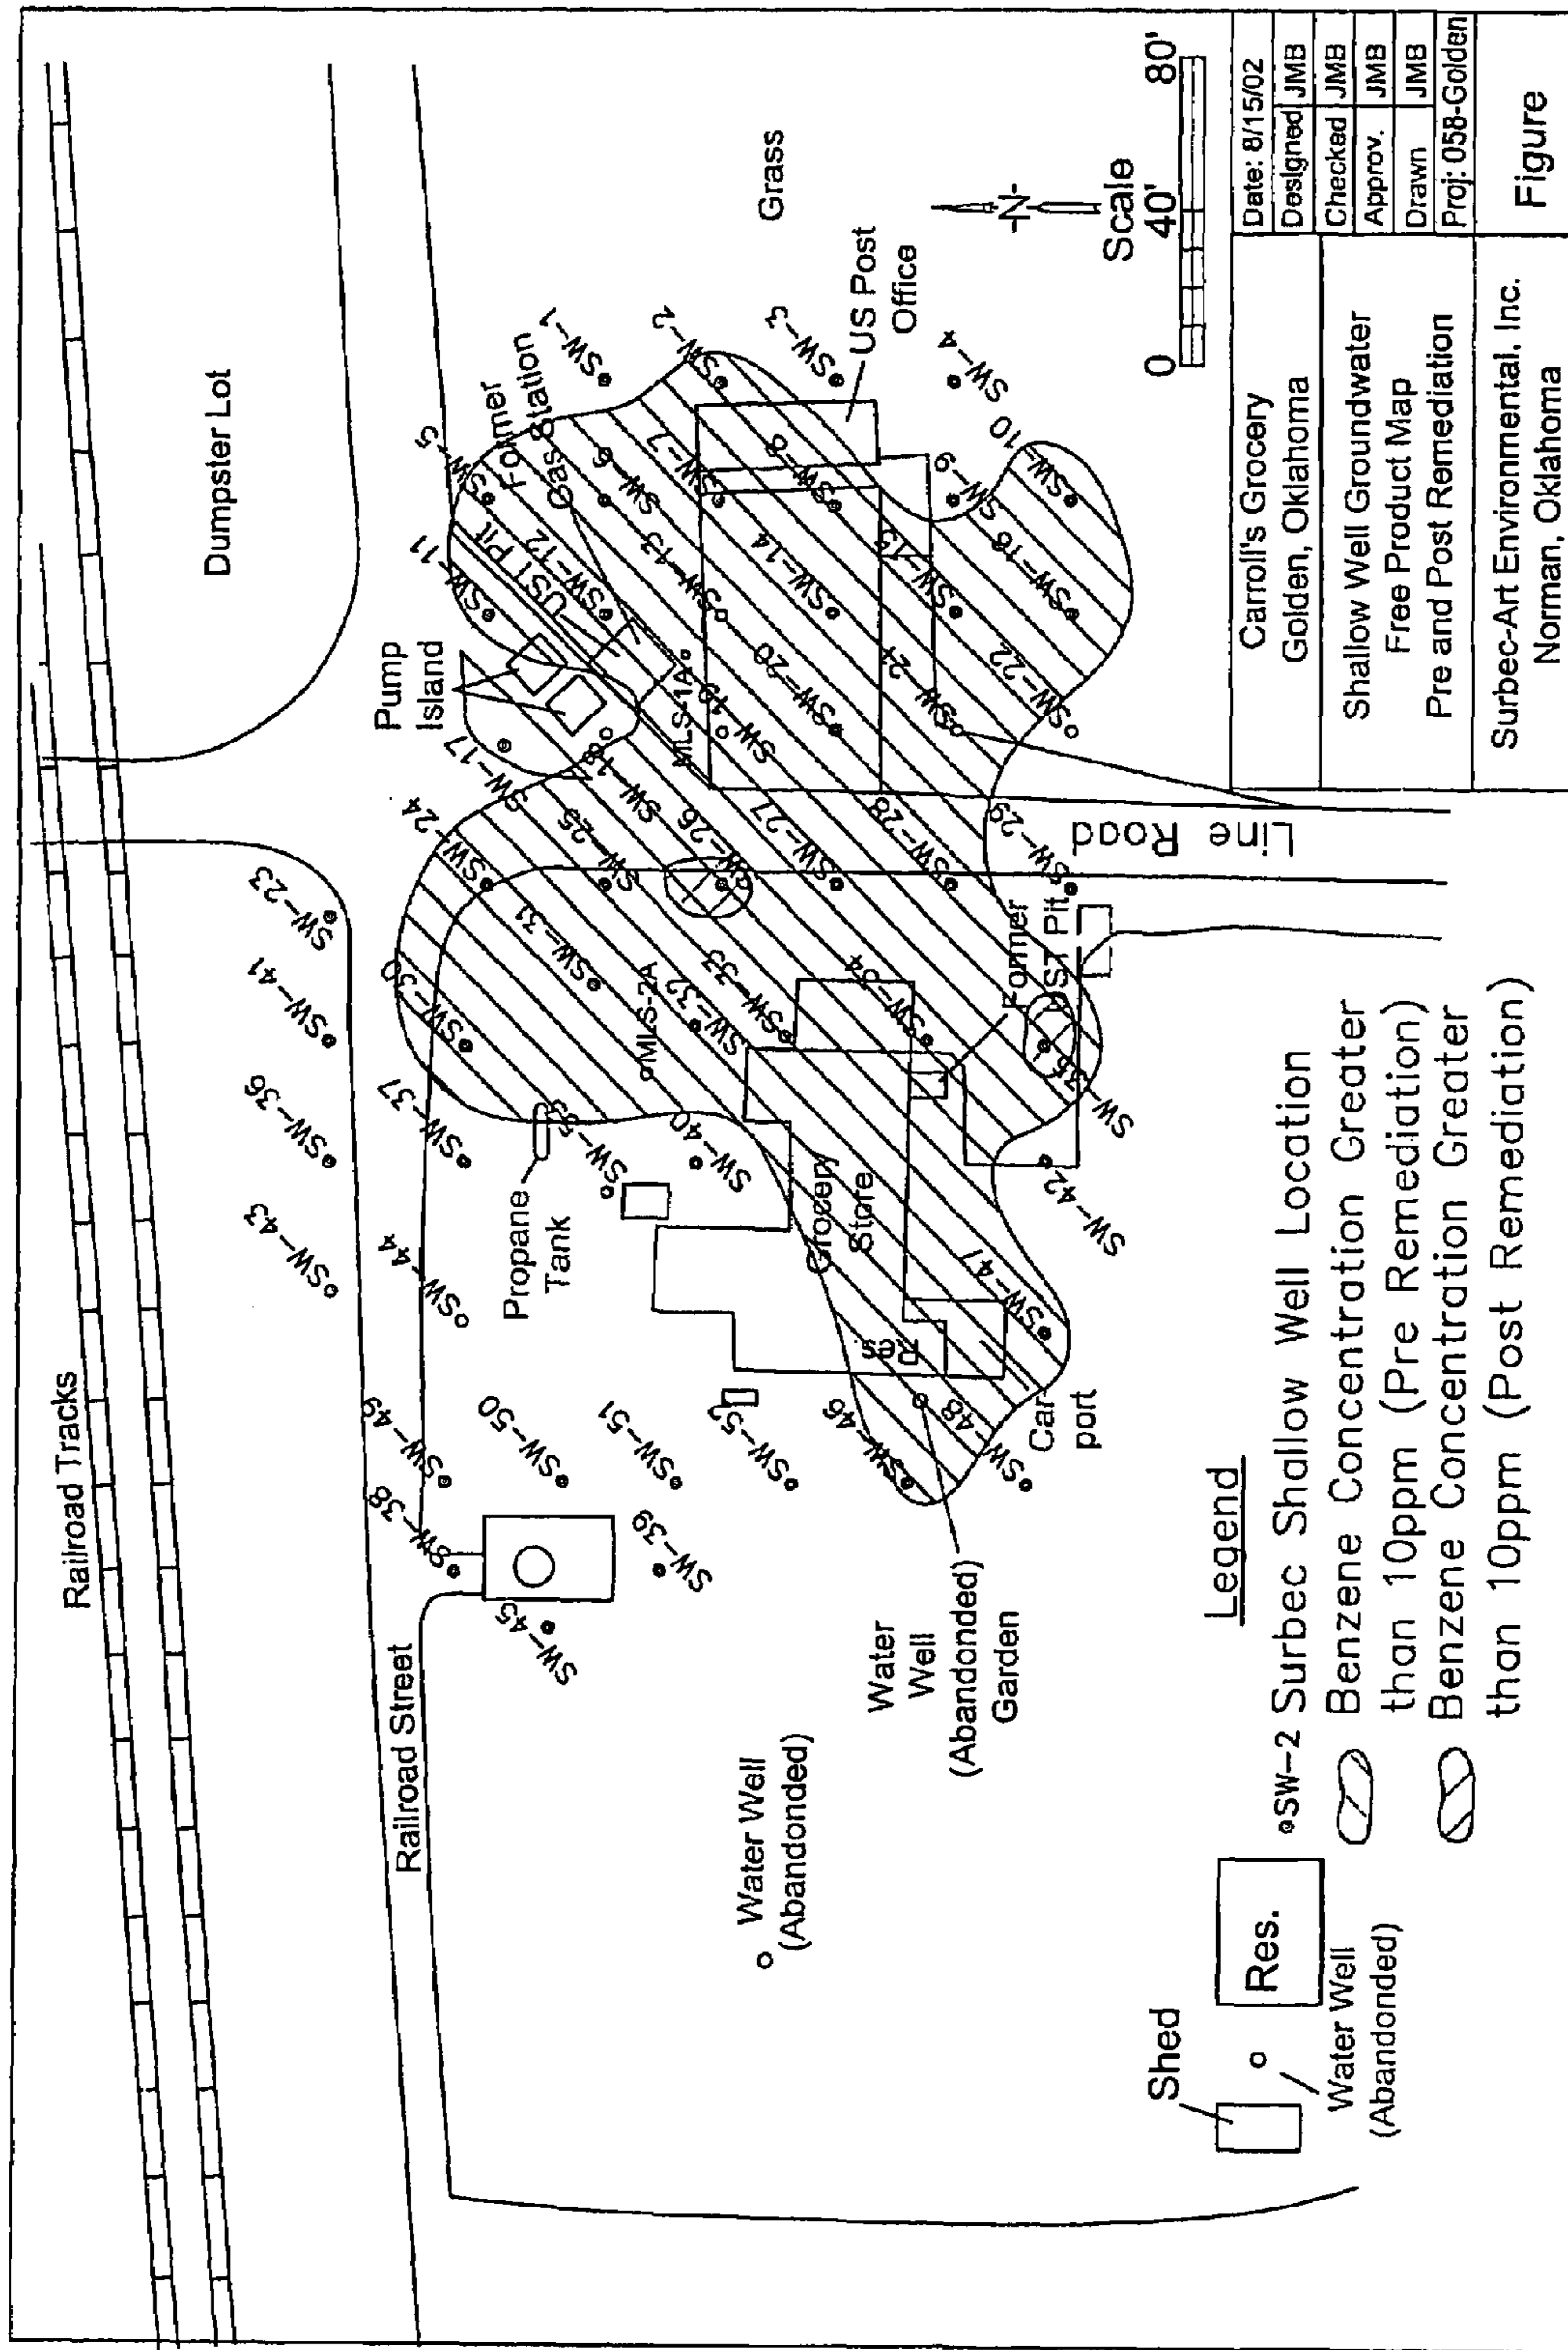 Railroad Tracks
Dumpster Lot
Railroad Street
SW-43
SW-36
SW-41
SW-23
SW-38
SW-49
SW-44
SW-37
SW-30
SW-24
SW-17
Pump
Island
SW-11
SW-5
UST Pit
Former
Gas Station
SW-1
SW-45
SW-50
Propane
Tank
SW-53
SW-31
SW-25
SW-18
SW-12
SW-6
SW-39
SW-51
SW-40
MLS-2A
SW-32
SW-26
MLS-1A
SW-19
SW-13
SW-7
SW-2
Grass
Water Well
(Abandonded)
SW-52
Grocery
Store
SW-33
SW-27
SW-20
SW-14
SW-8
SW-3
US Post
Office
Water
Well
(Abandonded)
Garden
SW-46
Res
SW-34
SW-28
SW-21
SW-15
SW-9
SW-4
SW-48
Car
port
SW-47
SW-42
SW-35
Former
UST Pit
SW-29
SW-22
SW-16
SW-10
Line Road
N
Scale
0 40' 80'
Shed
Res.
Water Well
(Abandonded)
Legend
SW-2 Surbec Shallow Well Location
Benzene Concentration Greater
than 10ppm (Pre Remediation)
Benzene Concentration Greater
than 10ppm (Post Remediation)
Carroll's Grocery
Golden, Oklahoma
Shallow Well Groundwater
Free Product Map
Pre and Post Remediation
Surbec-Art Environmental, Inc.
Norman, Oklahoma
Date: 8/15/02
Designed JMB
Checked JMB
Approv. JMB
Drawn JMB
Proj: 058-Golden
Figure